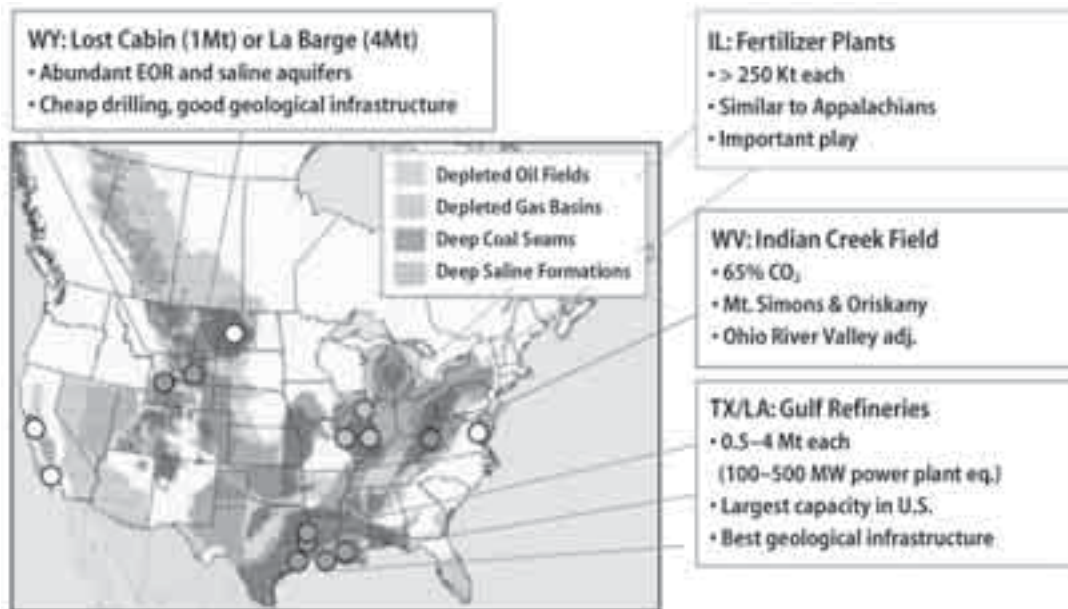 WY: Lost Cabin (1Mt) or La Barge (4Mt)
• Abundant EOR and saline aquifers
• Cheap drilling, good geological infrastructure
IL: Fertilizer Plants
• > 250 Kt each
• Similar to Appalachians
• Important play
Depleted Oil Fields
Depleted Gas Basins
Deep Coal Seams
Deep Saline Formations
WV: Indian Creek Field
• 65% CO₂
• Mt. Simons & Oriskany
• Ohio River Valley adj.
TX/LA: Gulf Refineries
• 0.5–4 Mt each
(100–500 MW power plant eq.)
• Largest capacity in U.S.
• Best geological infrastructure